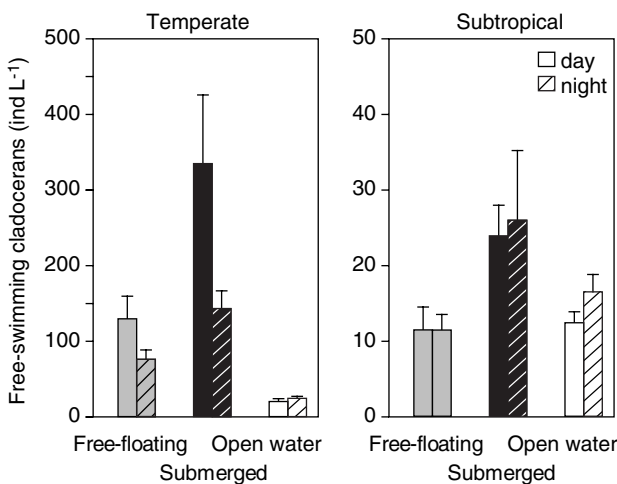 Temperate
Subtropical
Free-swimming cladocerans (ind L-1)
500
400
300
200
100
0
50
40
30
20
10
0
day
night
Free-floating Open water
Submerged
Free-floating Open water
Submerged